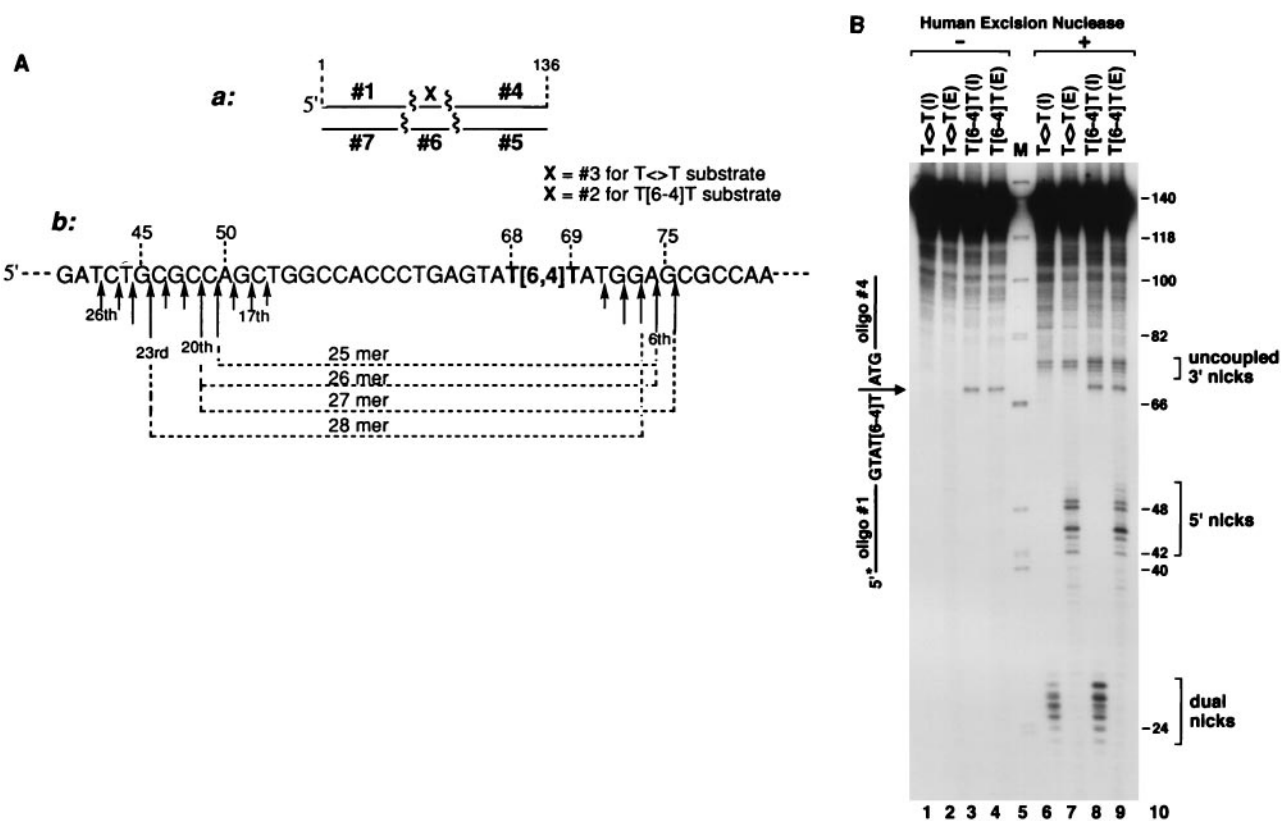 A
1
136
a:
#1
X
#4
5'
#7
#6
#5
X = #3 for T<>T substrate
X = #2 for T[6-4]T substrate
b:
45
50
68
69
75
5'
GATCTGCGCCAGCTGGCCACCCTGAGTAT[6,4]TATGGAGCGCCAA
26th
17th
23rd
20th
6th
25 mer
26 mer
27 mer
28 mer
B
Human Excision Nuclease
–
+
T<>T(I)
T<>T(E)
T[6-4]T(I)
T[6-4]T(E)
M
T<>T(I)
T<>T(E)
T[6-4]T(I)
T[6-4]T(E)
5'* oligo #1 GTAT[6-4]T ATG oligo #4
-140
-118
-100
-82
uncoupled
3' nicks
-66
-48
5' nicks
-42
-40
dual
nicks
-24
1 2 3 4 5 6 7 8 9 10